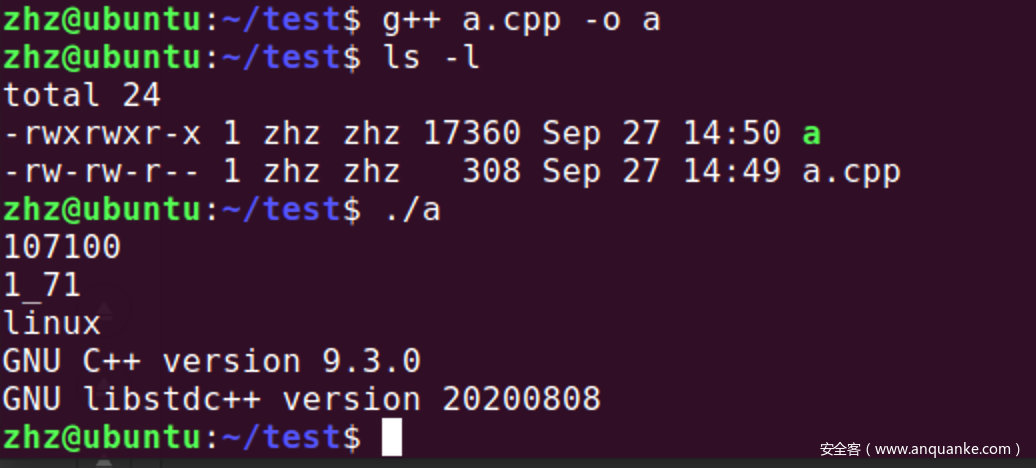 zhz@ubuntu:~/test$ g++ a.cpp -o a
zhz@ubuntu:~/test$ ls -l
total 24
-rwxrwxr-x 1 zhz zhz 17360 Sep 27 14:50 a
-rw-rw-r-- 1 zhz zhz   308 Sep 27 14:49 a.cpp
zhz@ubuntu:~/test$ ./a
107100
1_71
linux
GNU C++ version 9.3.0
GNU libstdc++ version 20200808
zhz@ubuntu:~/test$
安全客（www.anquanke.com）